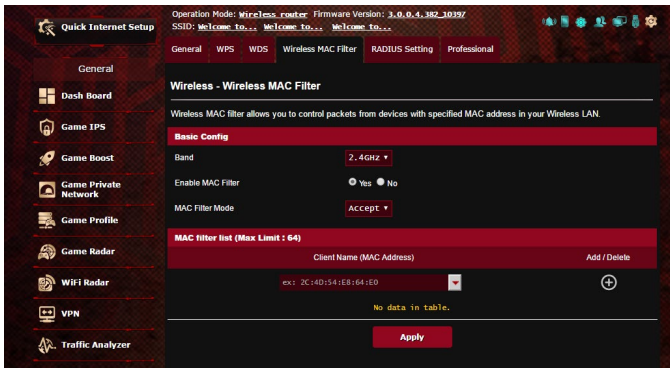 Quick Internet Setup
Operation Mode: Wireless router Firmware Version: 3.0.0.4.382_10397
SSID: Welcome to... Welcome to... Welcome to...
General WPS WDS Wireless MAC Filter RADIUS Setting Professional
General
Dash Board
Game IPS
Game Boost
Game Private
Network
Game Profile
Game Radar
WiFi Radar
VPN
Traffic Analyzer
Wireless - Wireless MAC Filter
Wireless MAC filter allows you to control packets from devices with specified MAC address in your Wireless LAN.
Basic Config
Band 2.4GHz
Enable MAC Filter Yes No
MAC Filter Mode Accept
MAC filter list (Max Limit : 64)
Client Name (MAC Address) Add / Delete
ex: 2C:4D:54:E8:64:E0
No data in table.
Apply